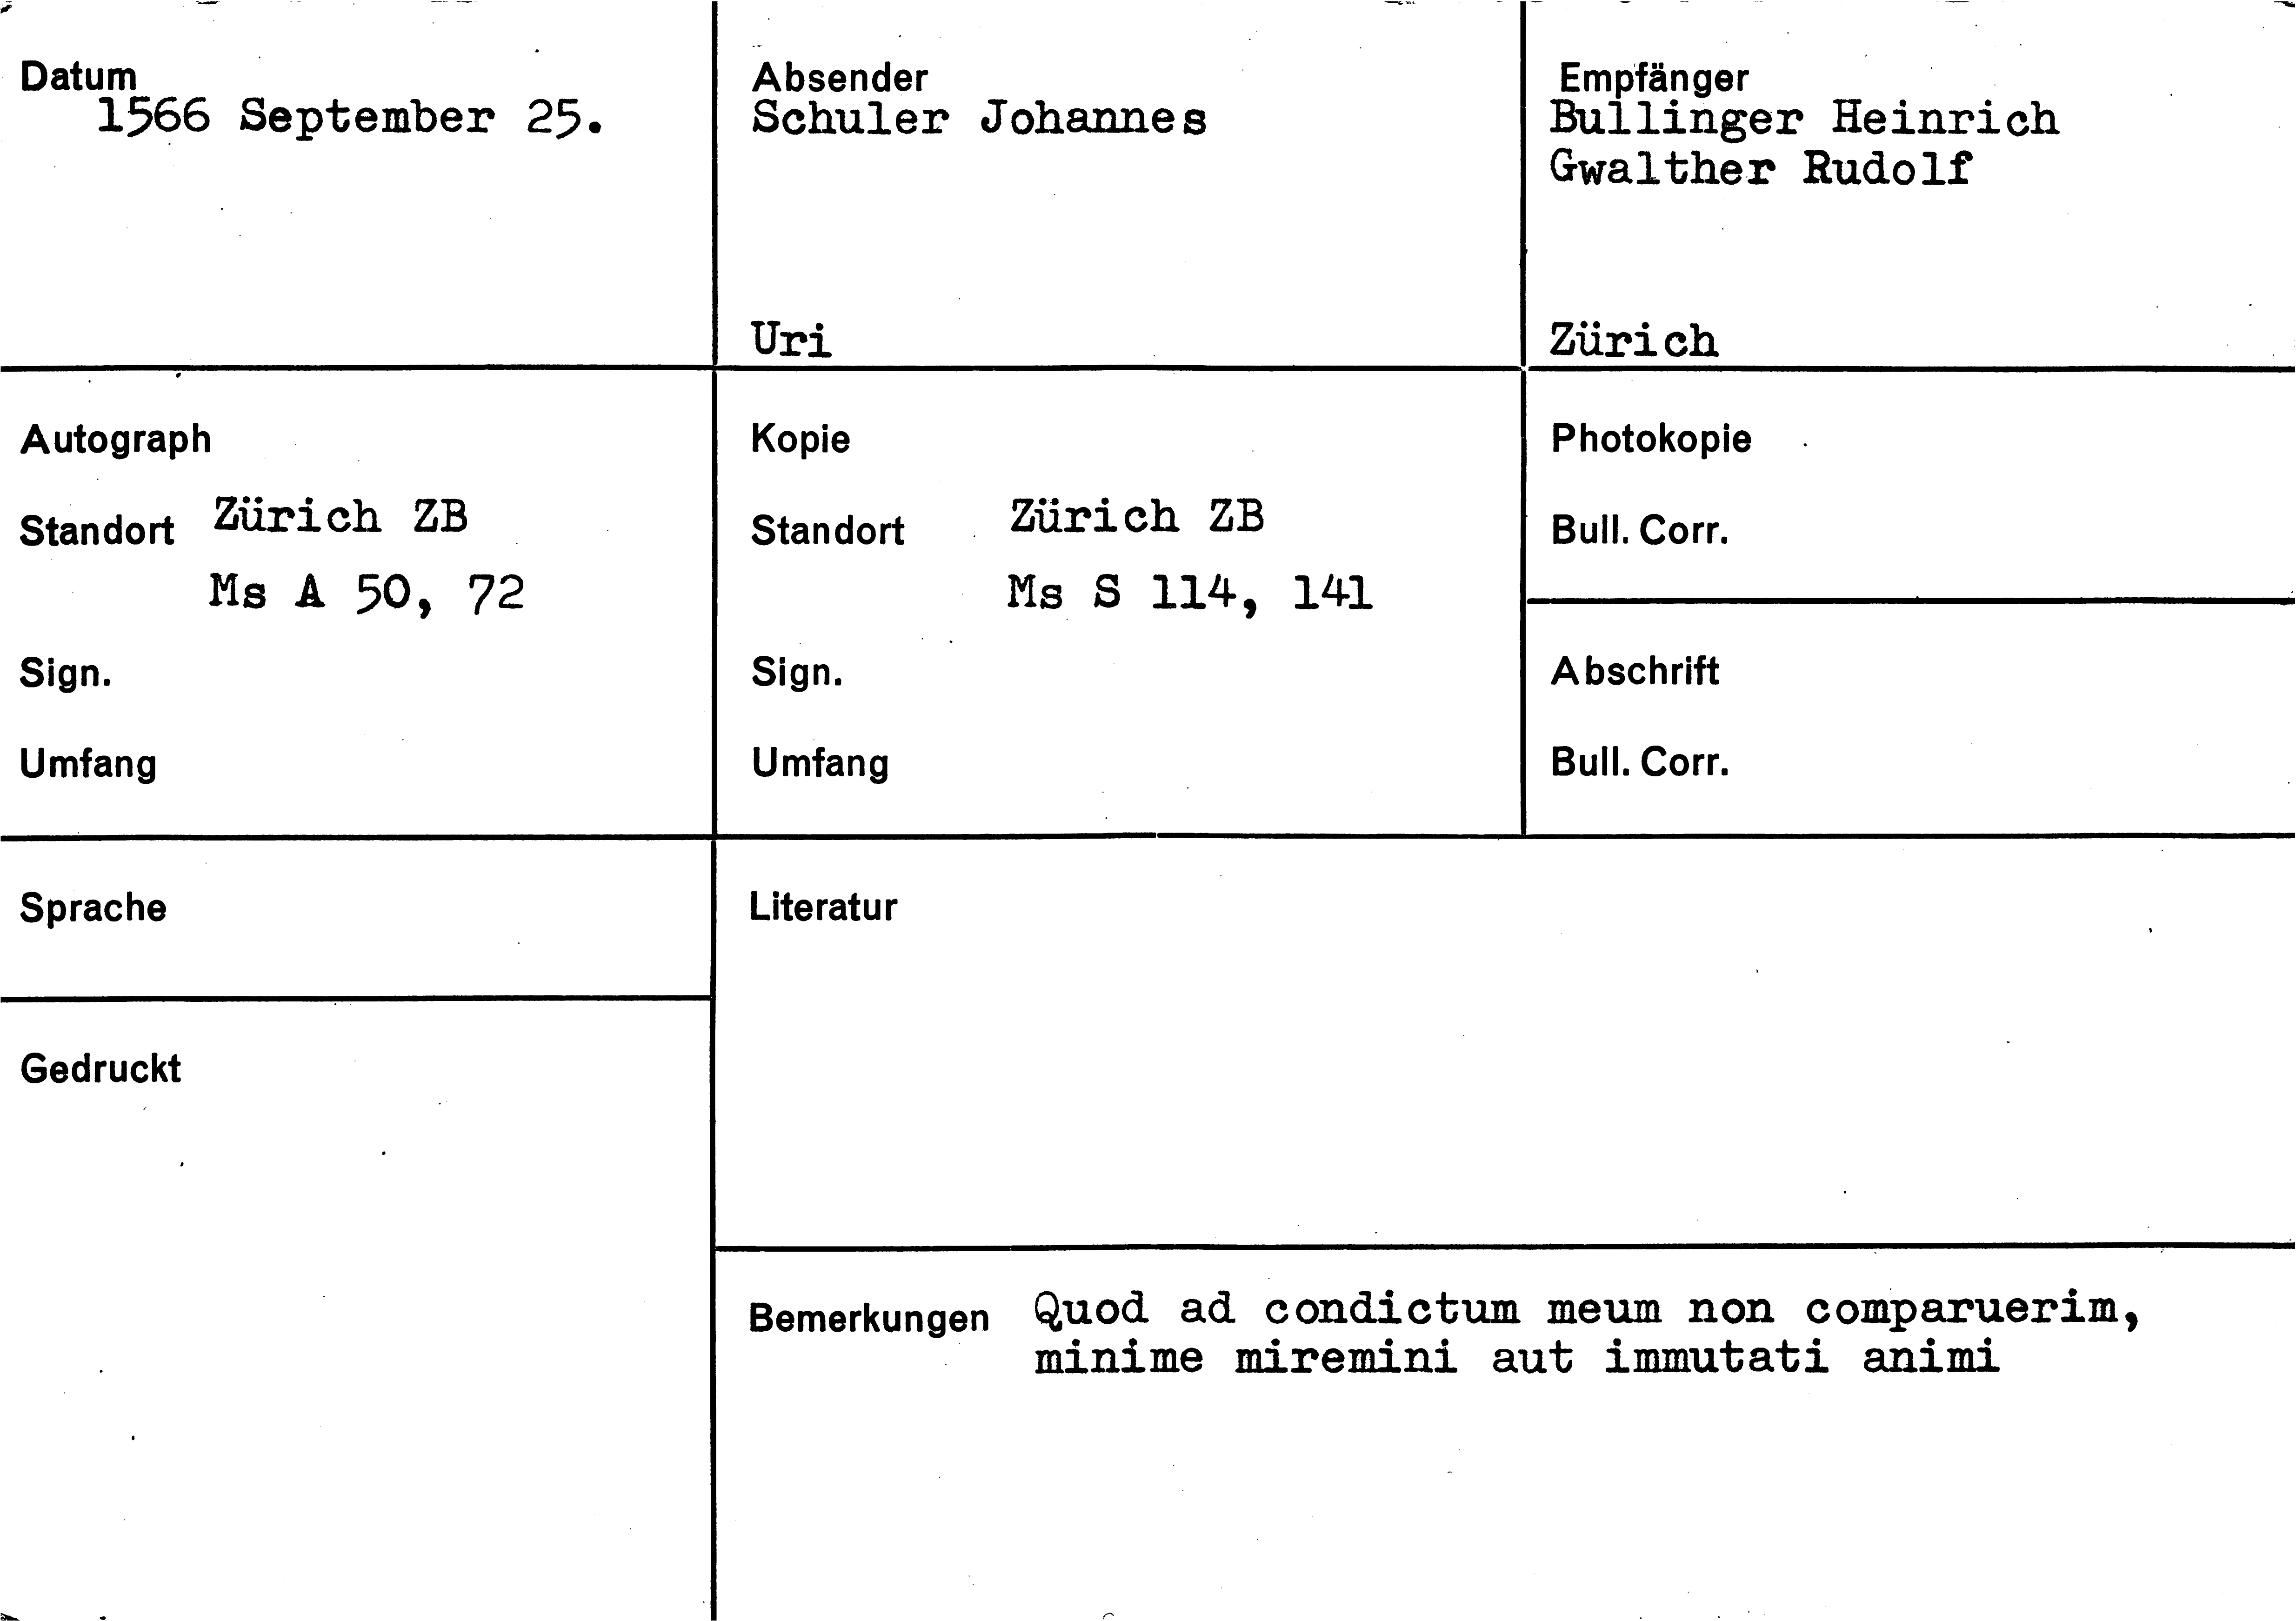 Datum
1566 September 25.
Absender
Schuler Johannes
Uri
Empfänger
Bullinger Heinrich
Gwalther Rudolf
Zürich
Autograph
Standort Zürich ZB
Ms A 50, 72
Sign.
Umfang
Kopie
Standort Zürich ZB
Ms S 114, 141
Sign.
Umfang
Photokopie
Bull. Corr.
Abschrift
Bull. Corr.
Sprache
Literatur
Gedruckt
Bemerkungen Quod ad condictum meum non comparuerim,
minime miremini aut immutati animi